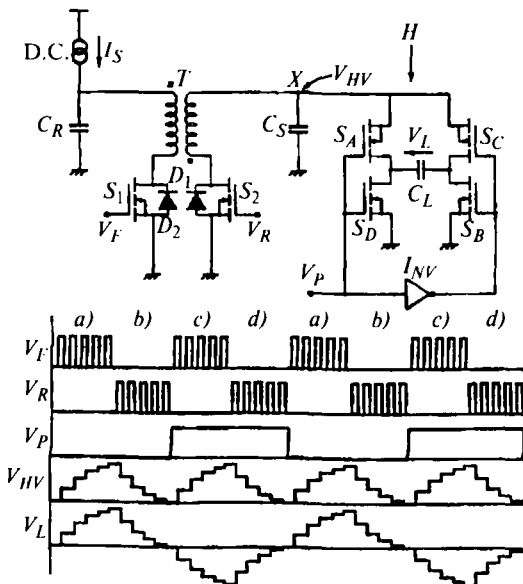 H
D.C. I_S T X V_HV
C_R C_S S_A V_L S_C
C_L
S_1 D_1 S_2
V_F D_2 V_R S_D S_B
V_P I_NV
a) b) c) d) a) b) c) d)
V_F
V_R
V_P
V_HV
V_L